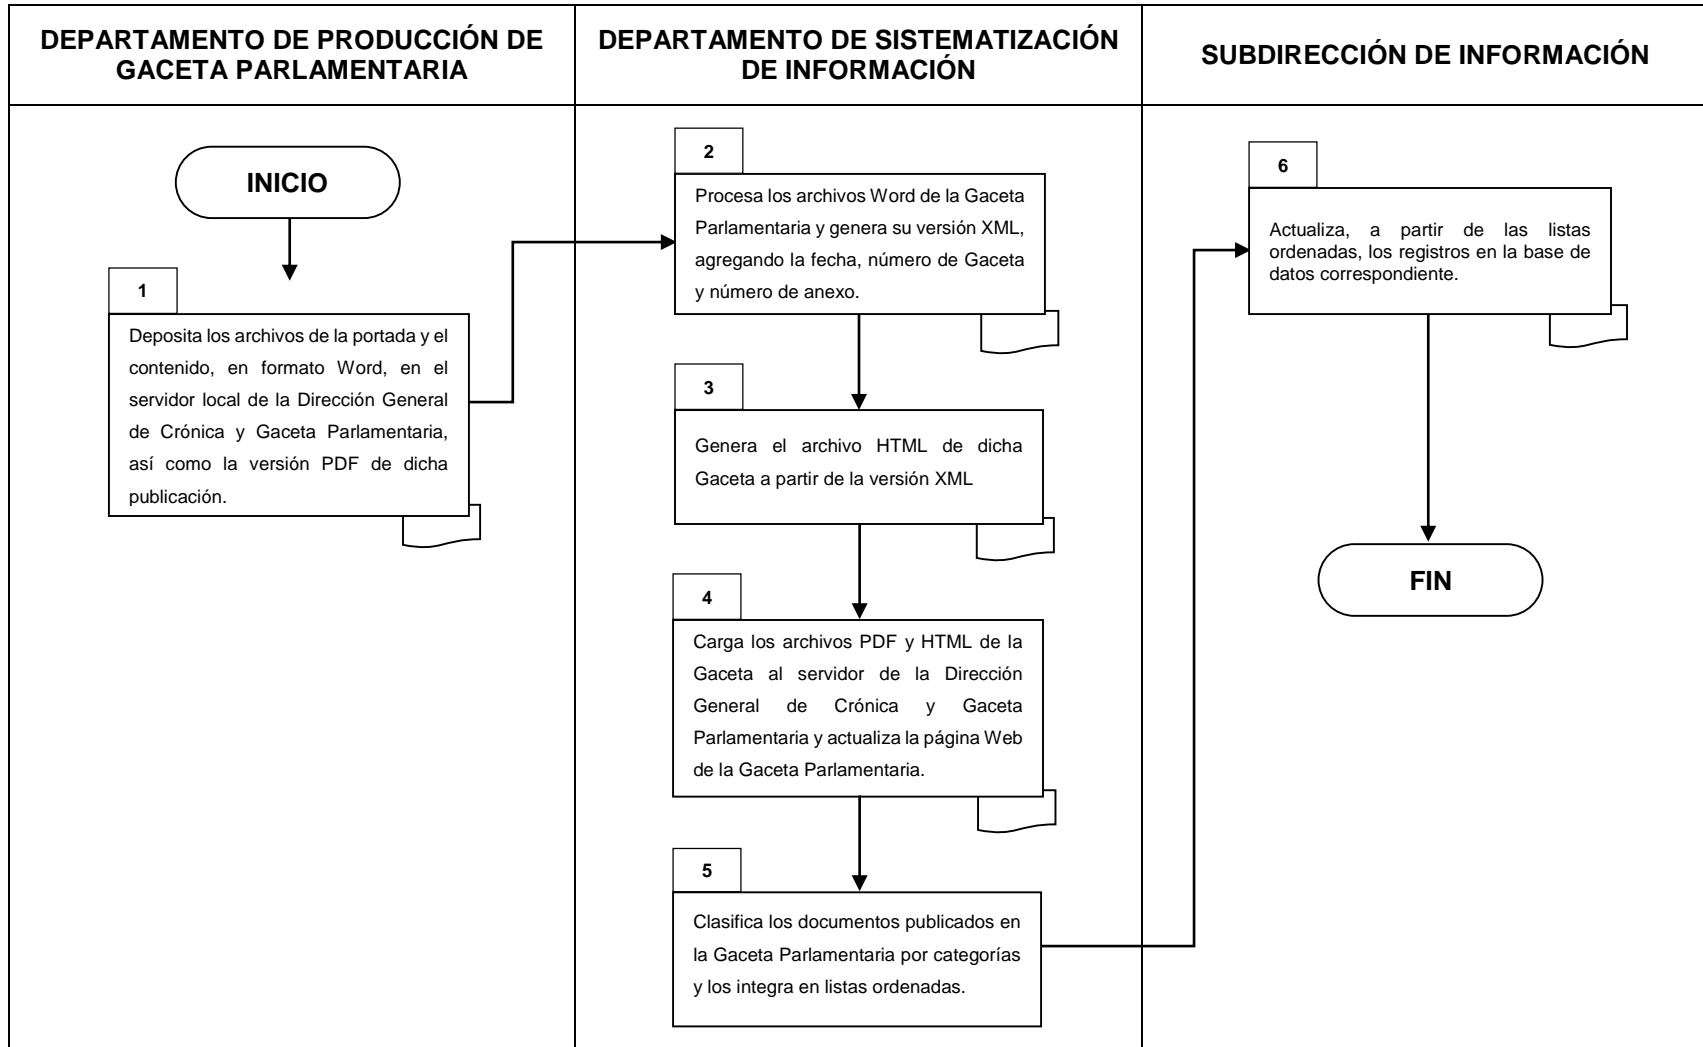 DEPARTAMENTO DE PRODUCCIÓN DE
GACETA PARLAMENTARIA
DEPARTAMENTO DE SISTEMATIZACIÓN
DE INFORMACIÓN
SUBDIRECCIÓN DE INFORMACIÓN
INICIO
1
Deposita los archivos de la portada y el
contenido, en formato Word, en el
servidor local de la Dirección General
de Crónica y Gaceta Parlamentaria,
así como la versión PDF de dicha
publicación.
2
Procesa los archivos Word de la Gaceta
Parlamentaria y genera su versión XML,
agregando la fecha, número de Gaceta
y número de anexo.
3
Genera el archivo HTML de dicha
Gaceta a partir de la versión XML
4
Carga los archivos PDF y HTML de la
Gaceta al servidor de la Dirección
General de Crónica y Gaceta
Parlamentaria y actualiza la página Web
de la Gaceta Parlamentaria.
5
Clasifica los documentos publicados en
la Gaceta Parlamentaria por categorías
y los integra en listas ordenadas.
6
Actualiza, a partir de las listas
ordenadas, los registros en la base de
datos correspondiente.
FIN